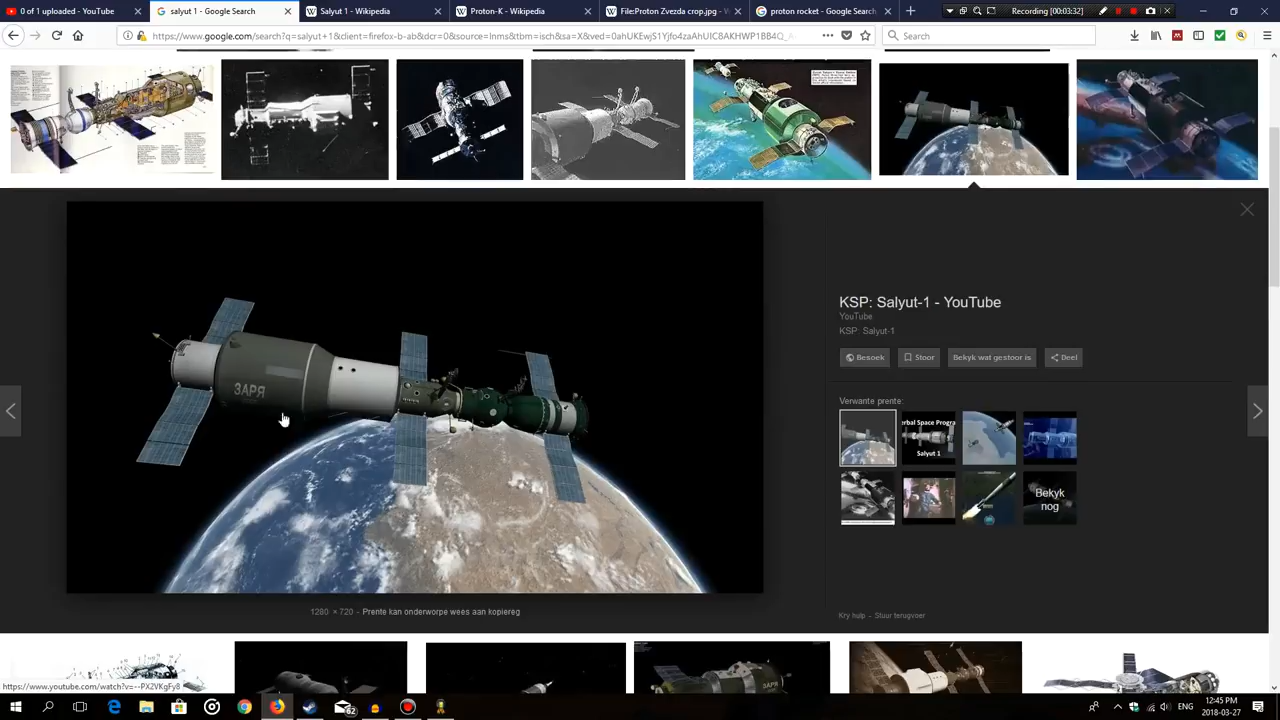 0 of 1 uploaded - YouTube
salyut 1 - Google Search
Salyut 1 - Wikipedia
Proton-K - Wikipedia
File:Proton Zvezda crop.jpg - W
proton rocket - Google Search
Recording [00:03:32]
https://www.google.com/search?q=salyut+1&client=firefox-b-ab&dcr=0&source=lnms&tbm=isch&sa=X&ved=
Search
ЗАРЯ
KSP: Salyut-1 - YouTube
YouTube
KSP: Salyut-1
Besoek
Stoor
Bekyk wat gestoor is
Deel
Verwante prente:
Salyut 1
Bekyk
nog
1280 × 720 - Prente kan onderworpe wees aan kopiereg
Kry hulp - Stuur terugvoer
ЗАРЯ
https://www.youtube.com/watch?v=--PX2VKgFy8
62
ENG
12:45 PM
2018-03-27